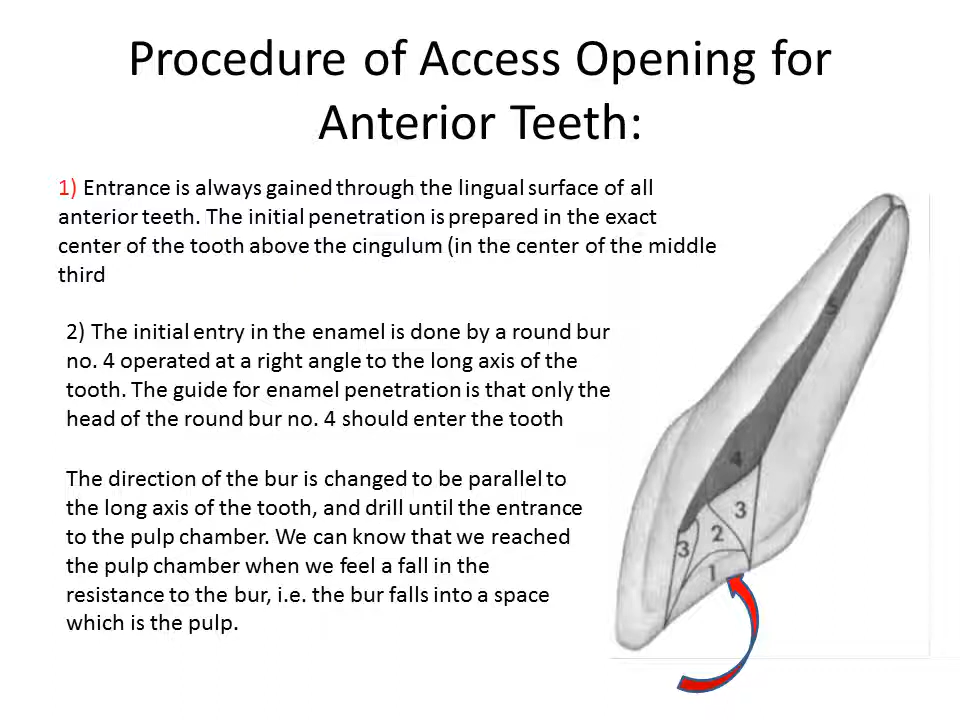 Procedure of Access Opening for
Anterior Teeth:
1) Entrance is always gained through the lingual surface of all
anterior teeth. The initial penetration is prepared in the exact
center of the tooth above the cingulum (in the center of the middle
third
2) The initial entry in the enamel is done by a round bur
no. 4 operated at a right angle to the long axis of the
tooth. The guide for enamel penetration is that only the
head of the round bur no. 4 should enter the tooth
The direction of the bur is changed to be parallel to
the long axis of the tooth, and drill until the entrance
to the pulp chamber. We can know that we reached
the pulp chamber when we feel a fall in the
resistance to the bur, i.e. the bur falls into a space
which is the pulp.
5
4
3
2
3
1